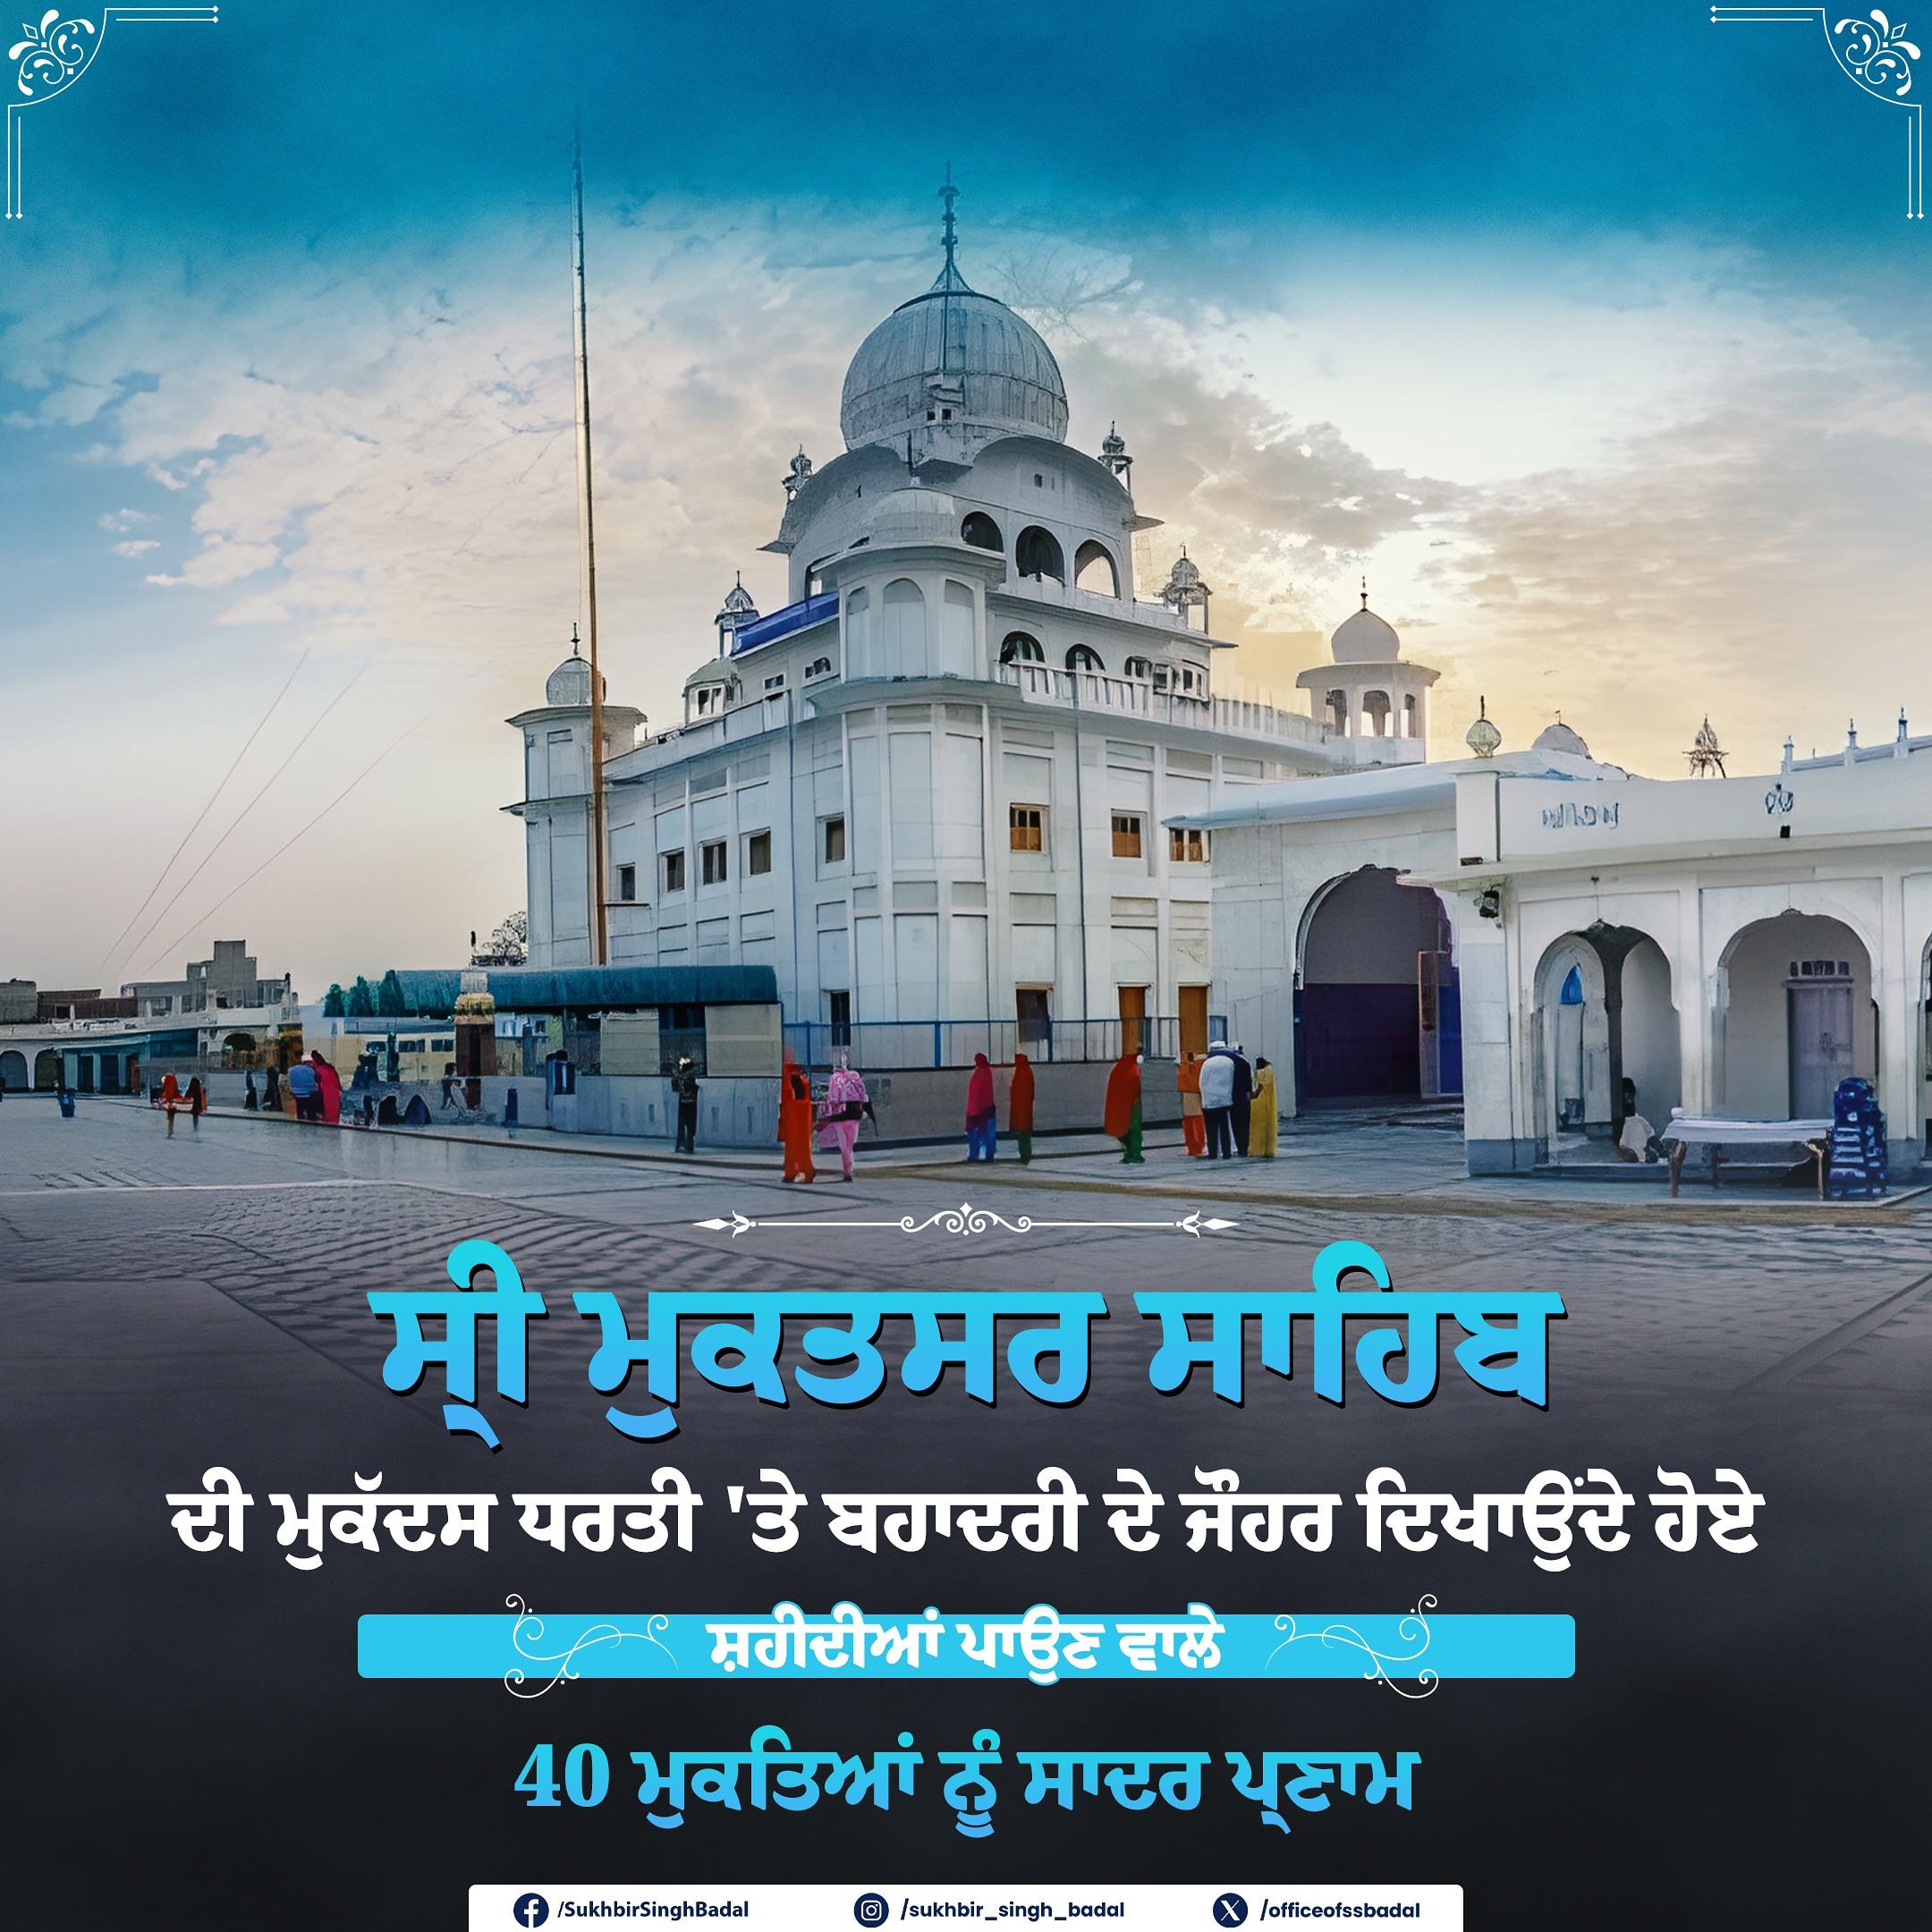 ਸ੍ਰੀ ਮੁਕਤਸਰ ਸਾਹਿਬ
ਦੀ ਮੁਕੱਦਸ ਧਰਤੀ 'ਤੇ ਬਹਾਦਰੀ ਦੇ ਜੌਹਰ ਦਿਖਾਉਂਦੇ ਹੋਏ
ਸ਼ਹੀਦੀਆਂ ਪਾਉਣ ਵਾਲੇ
40 ਮੁਕਤਿਆਂ ਨੂੰ ਸਾਦਰ ਪ੍ਰਣਾਮ
/SukhbirSinghBadal /sukhbir_singh_badal /officeofssbadal